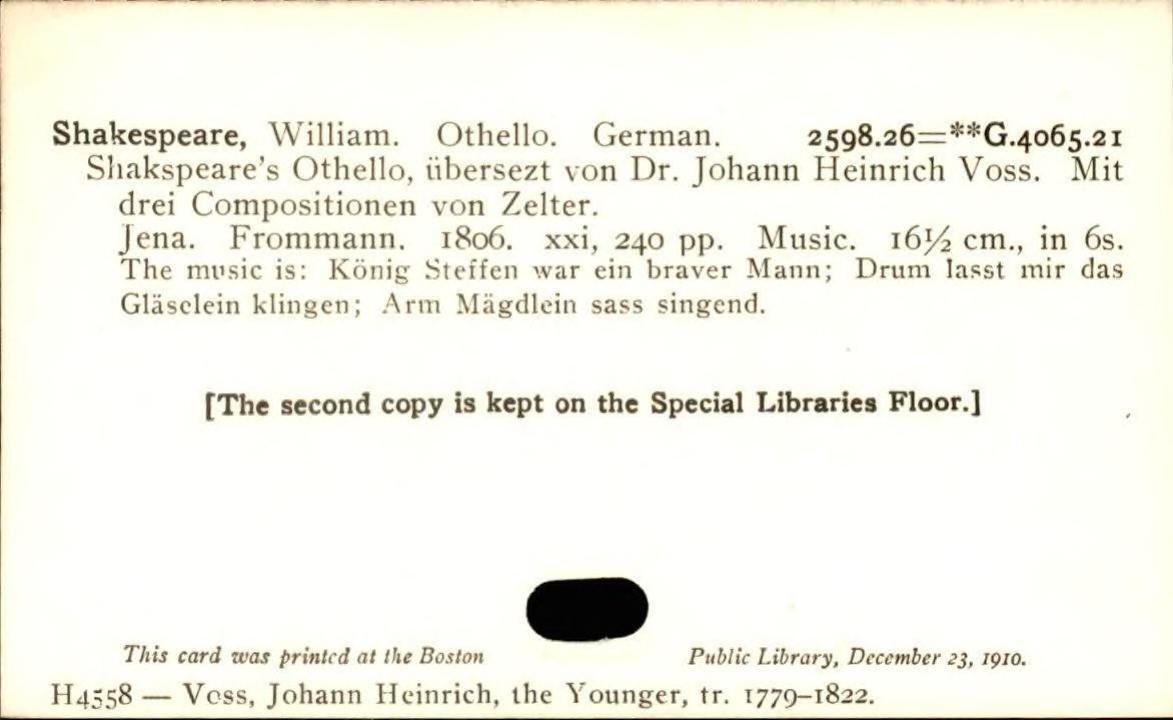 Shakespeare, William. Othello. German. 2598.26=**G.4065.21
Shakspeare's Othello, übersezt von Dr. Johann Heinrich Voss. Mit
drei Compositionen von Zelter.
Jena. Frommann. 1806. xxi, 240 pp. Music. 16½ cm., in 6s.
The music is: König Steffen war ein braver Mann; Drum lasst mir das
Gläselein klingen; Arm Mägdlein sass singend.
[The second copy is kept on the Special Libraries Floor.]
This card was printed at the Boston Public Library, December 23, 1910.
H4558 — Voss, Johann Heinrich, the Younger, tr. 1779–1822.